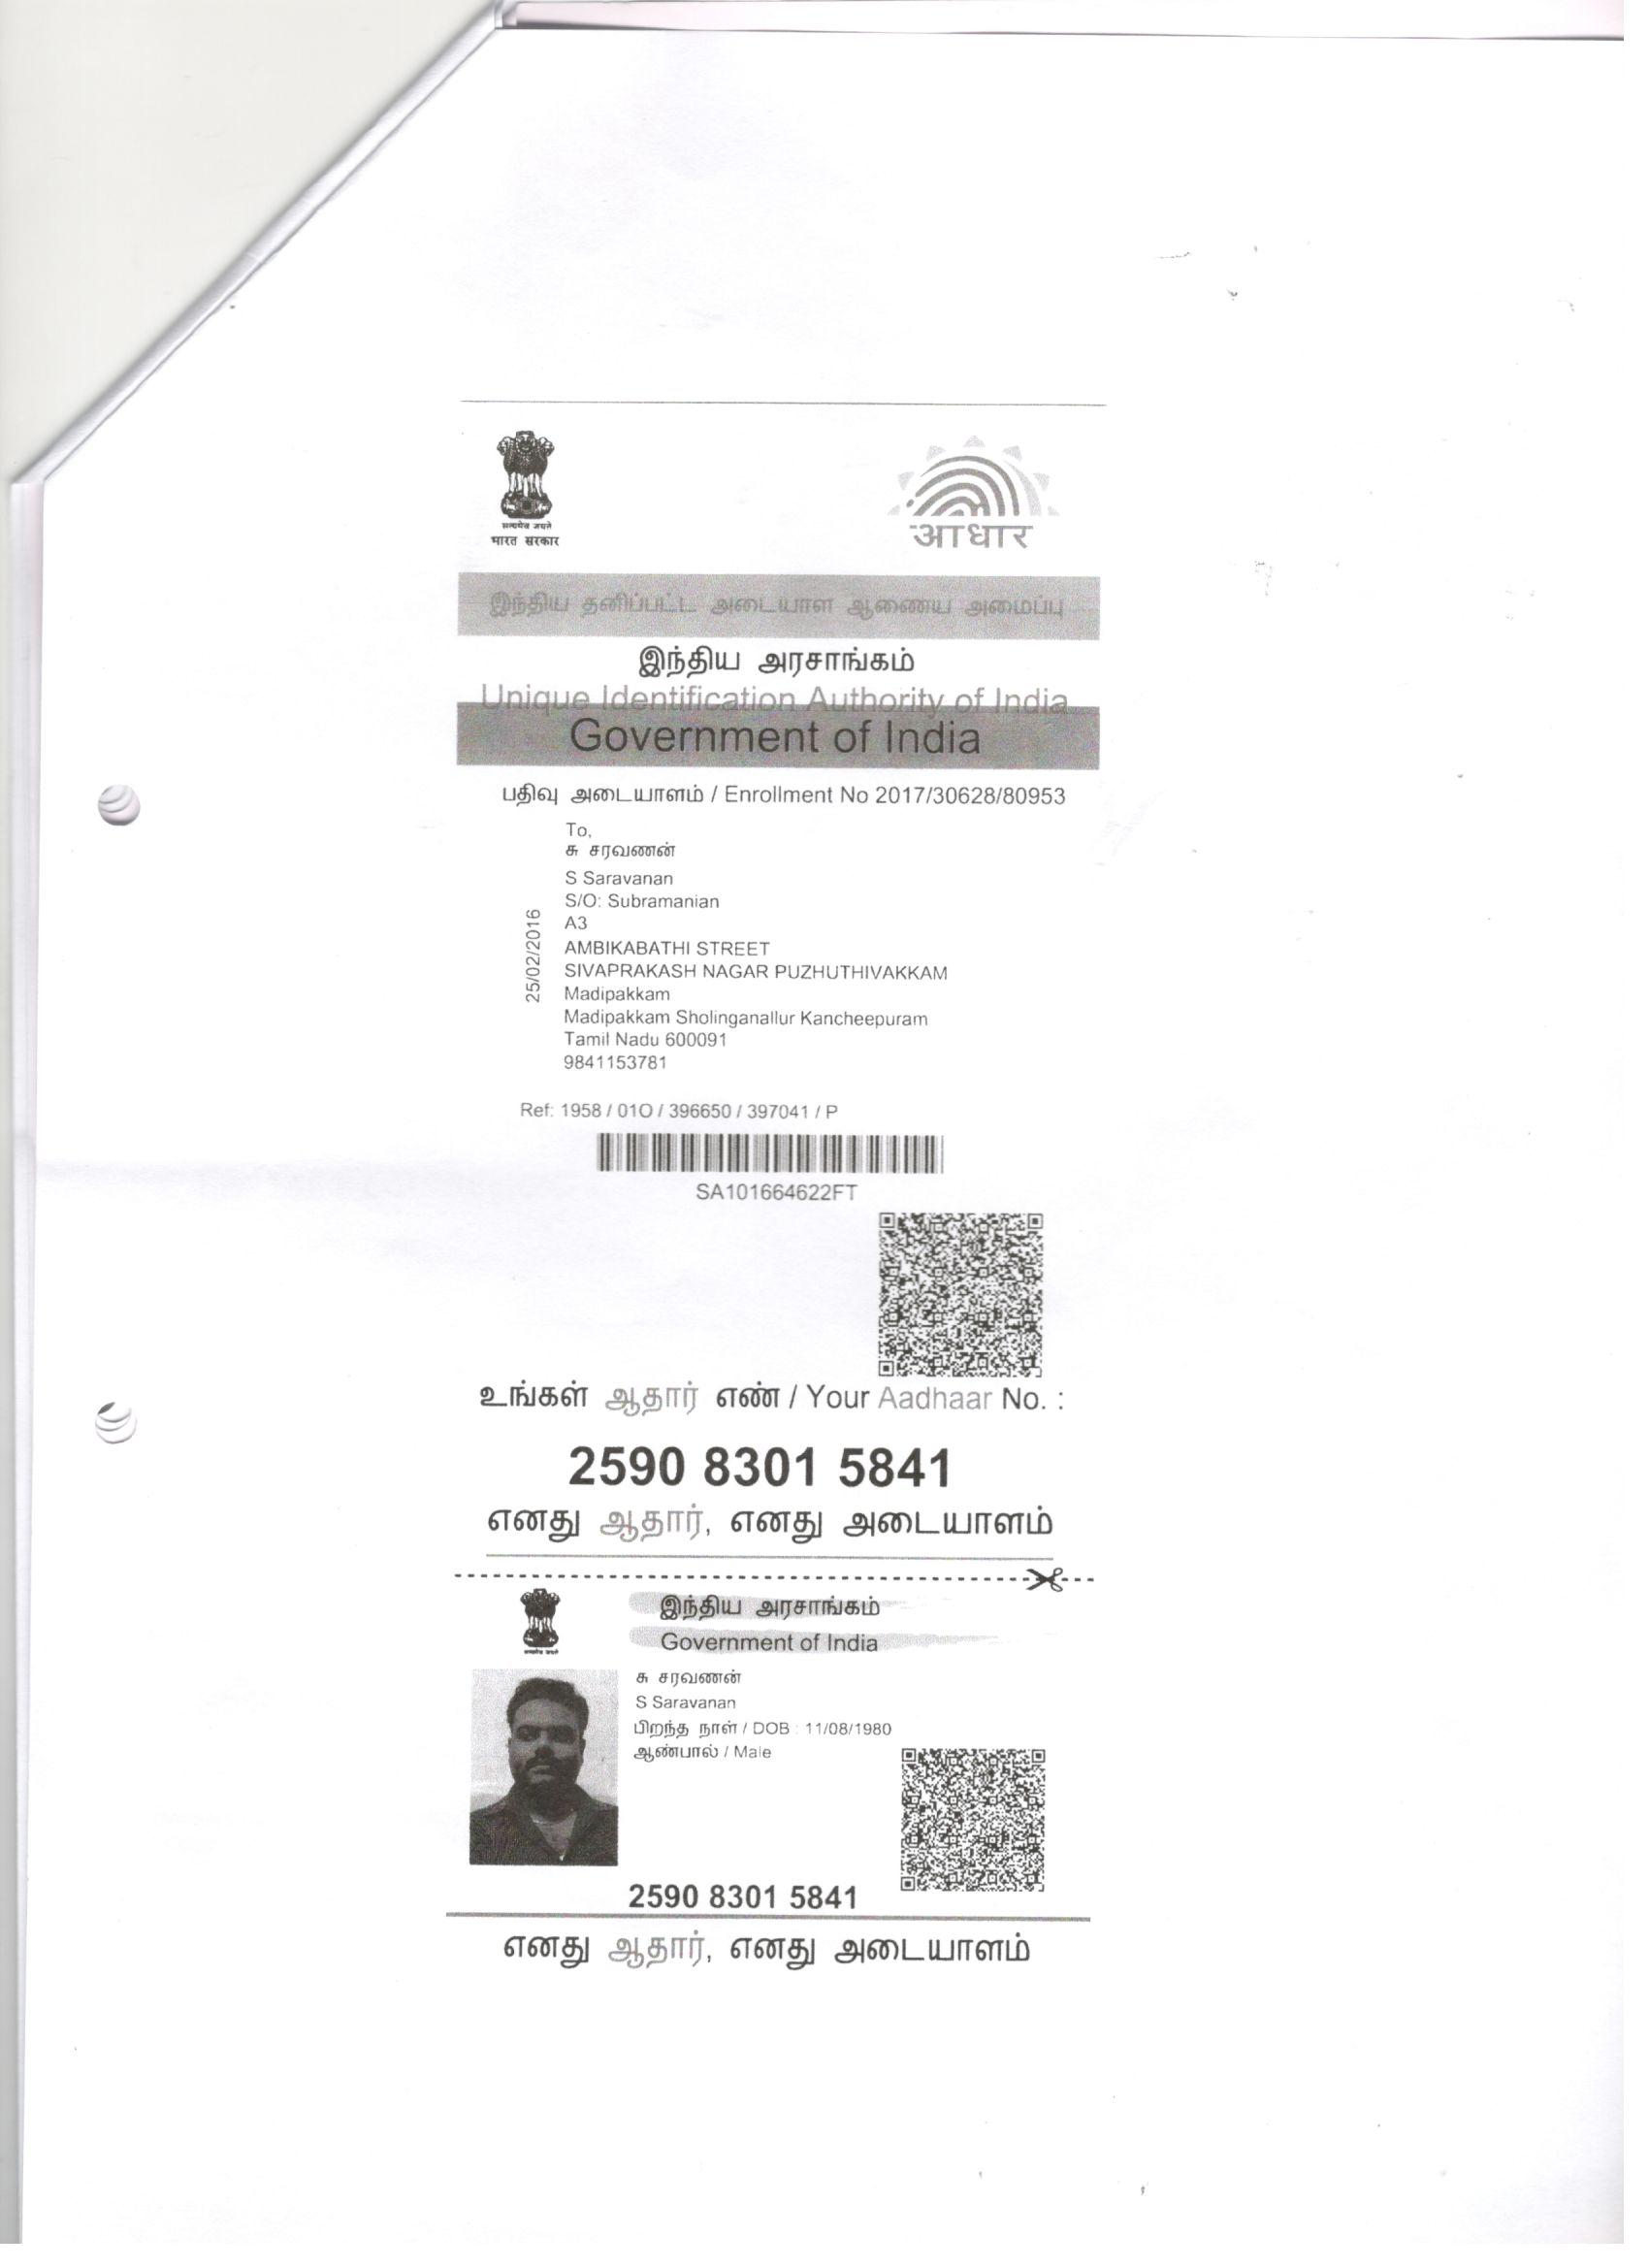 सत्यमेव जयते
भारत सरकार
आधार
இந்திய தனிப்பட்ட அடையாள ஆணைய அமைப்பு
இந்திய அரசாங்கம்
Unique Identification Authority of India
Government of India
பதிவு அடையாளம் / Enrollment No 2017/30628/80953
To,
சு சரவணன்
S Saravanan
S/O: Subramanian
A3
AMBIKABATHI STREET
SIVAPRAKASH NAGAR PUZHUTHIVAKKAM
Madipakkam
Madipakkam Sholinganallur Kancheepuram
Tamil Nadu 600091
9841153781
25/02/2016
Ref: 1958 / 01O / 396650 / 397041 / P
SA101664622FT
உங்கள் ஆதார் எண் / Your Aadhaar No. :
2590 8301 5841
எனது ஆதார், எனது அடையாளம்
இந்திய அரசாங்கம்
Government of India
சு சரவணன்
S Saravanan
பிறந்த நாள் / DOB : 11/08/1980
ஆண்பால் / Male
2590 8301 5841
எனது ஆதார், எனது அடையாளம்